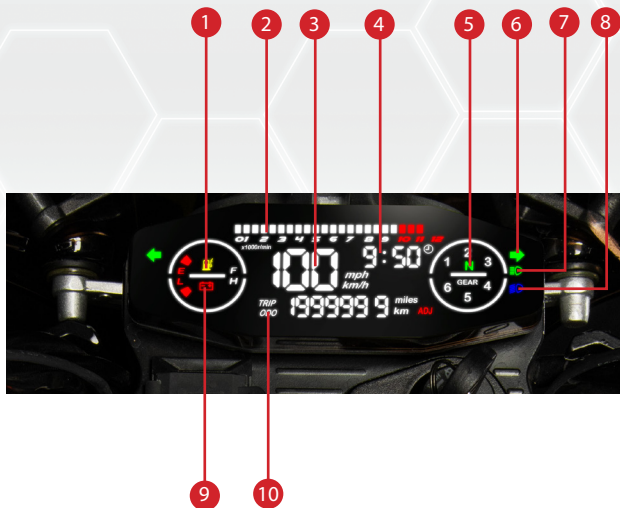 1 2 3 4 5 6 7 8
01 2 3 4 5 6 7 8 9 10 11 12
x1000r/min
9:50
100
mph
km/h
E F
L H
1 2 3
N
GEAR
6 5 4
TRIP
ODO
199999 9
miles
km
ADJ
9 10